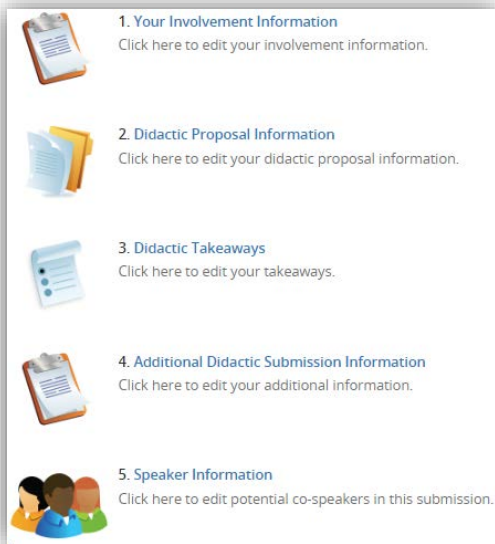 1. Your Involvement Information
Click here to edit your involvement information.
2. Didactic Proposal Information
Click here to edit your didactic proposal information.
3. Didactic Takeaways
Click here to edit your takeaways.
4. Additional Didactic Submission Information
Click here to edit your additional information.
5. Speaker Information
Click here to edit potential co-speakers in this submission.